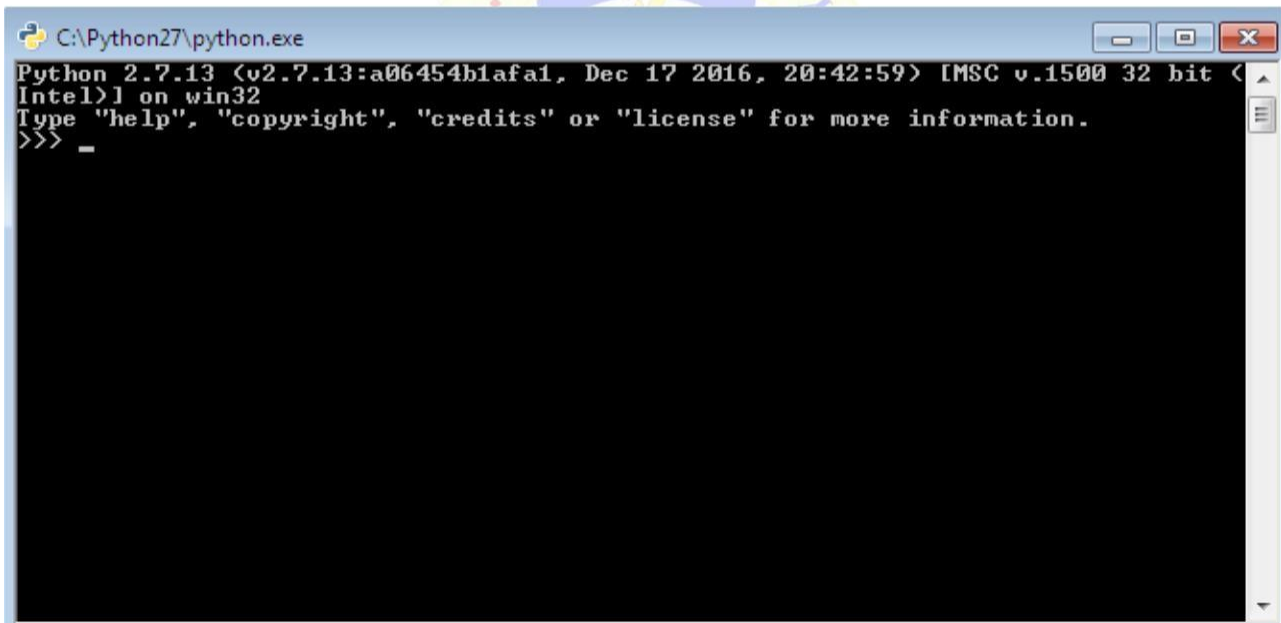 C:\Python27\python.exe
Python 2.7.13 (v2.7.13:a06454b1afa1, Dec 17 2016, 20:42:59) [MSC v.1500 32 bit (
Intel)] on win32
Type "help", "copyright", "credits" or "license" for more information.
>>> _